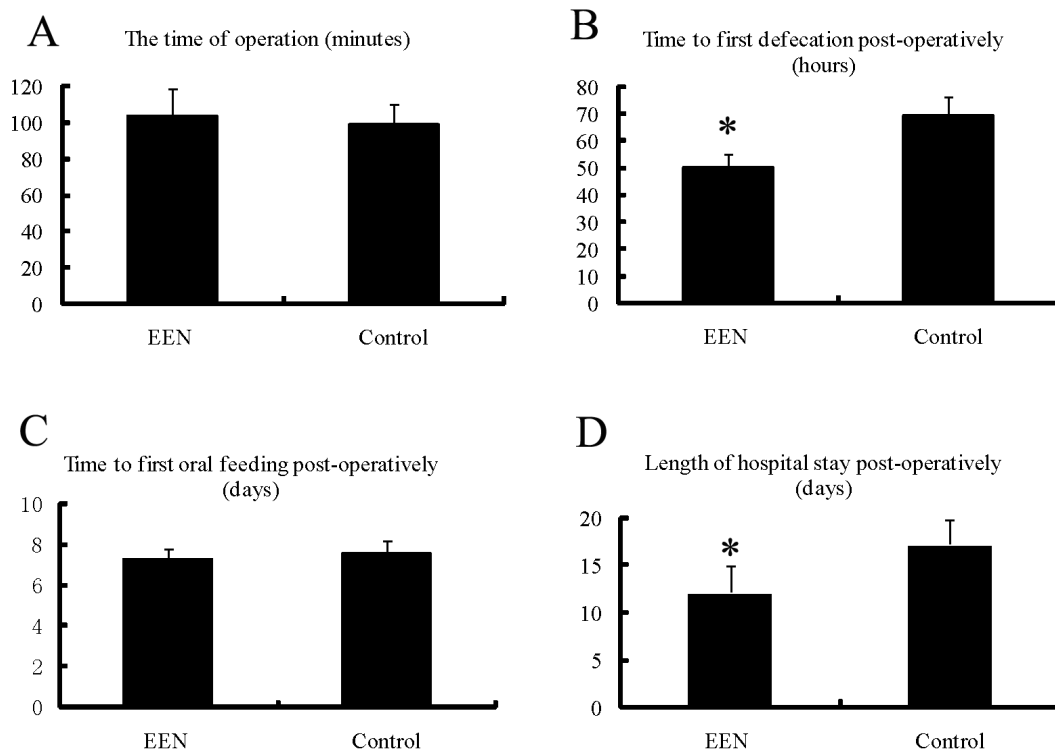 A
The time of operation (minutes)
120
100
80
60
40
20
0
EEN Control
B
Time to first defecation post-operatively
(hours)
80
70
60
50
40
30
20
10
0
*
EEN Control
C
Time to first oral feeding post-operatively
(days)
10
8
6
4
2
0
EEN Control
D
Length of hospital stay post-operatively
(days)
20
15
10
5
0
*
EEN Control